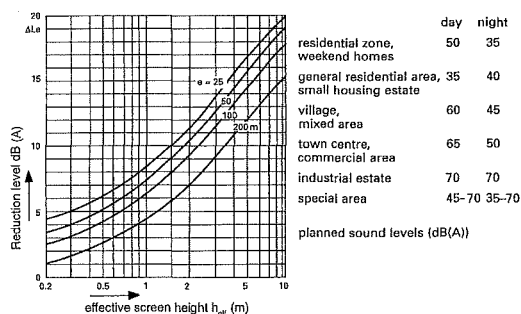 20
ΔLe
15
10
5
0
Reduction level dB (A)
e = 25
50
100
200 m
0.2
0.5
1
2
5
10
effective screen height h_eff (m)
day night
residential zone, 50 35
weekend homes
general residential area, 35 40
small housing estate
village, 60 45
mixed area
town centre, 65 50
commercial area
industrial estate 70 70
special area 45-70 35-70
planned sound levels (dB(A))